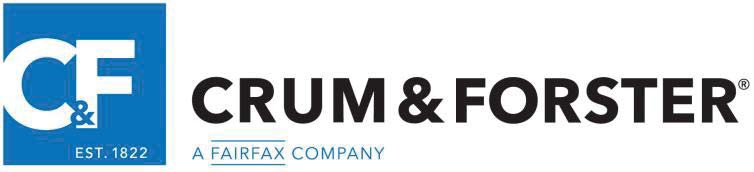 C&F
EST. 1822
CRUM & FORSTER®
A FAIRFAX COMPANY